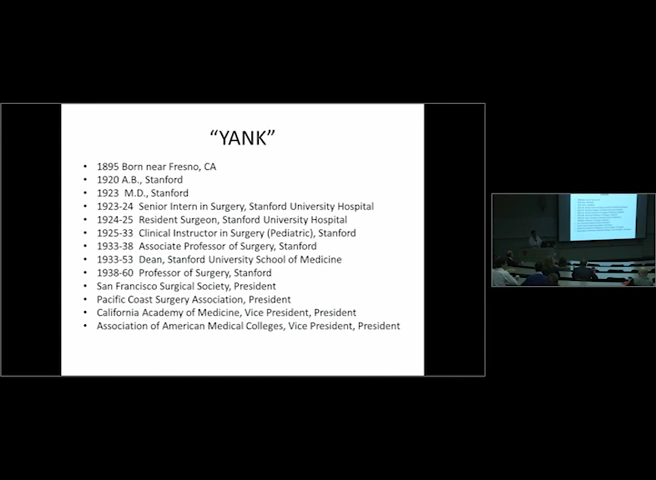 “YANK”
• 1895 Born near Fresno, CA
• 1920 A.B., Stanford
• 1923 M.D., Stanford
• 1923-24 Senior Intern in Surgery, Stanford University Hospital
• 1924-25 Resident Surgeon, Stanford University Hospital
• 1925-33 Clinical Instructor in Surgery (Pediatric), Stanford
• 1933-38 Associate Professor of Surgery, Stanford
• 1933-53 Dean, Stanford University School of Medicine
• 1938-60 Professor of Surgery, Stanford
• San Francisco Surgical Society, President
• Pacific Coast Surgery Association, President
• California Academy of Medicine, Vice President, President
• Association of American Medical Colleges, Vice President, President